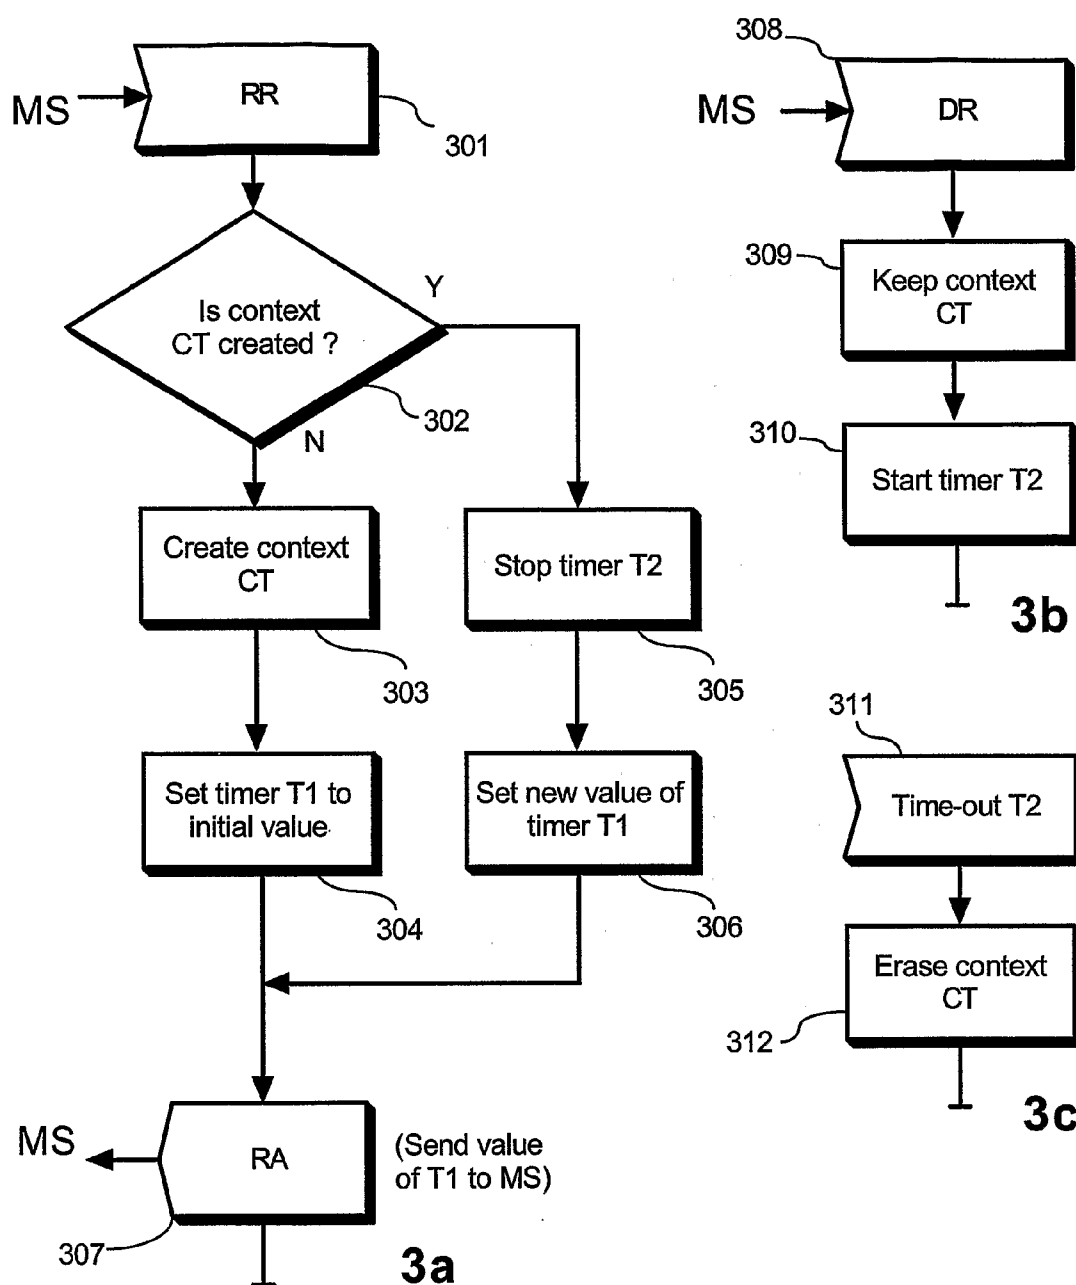 MS
RR
301
Is context
CT created ?
Y
302
N
Create context
CT
303
Stop timer T2
305
Set timer T1 to
initial value
304
Set new value of
timer T1
306
MS
RA
(Send value
of T1 to MS)
307
3a
308
MS
DR
309
Keep context
CT
310
Start timer T2
3b
311
Time-out T2
Erase context
CT
312
3c